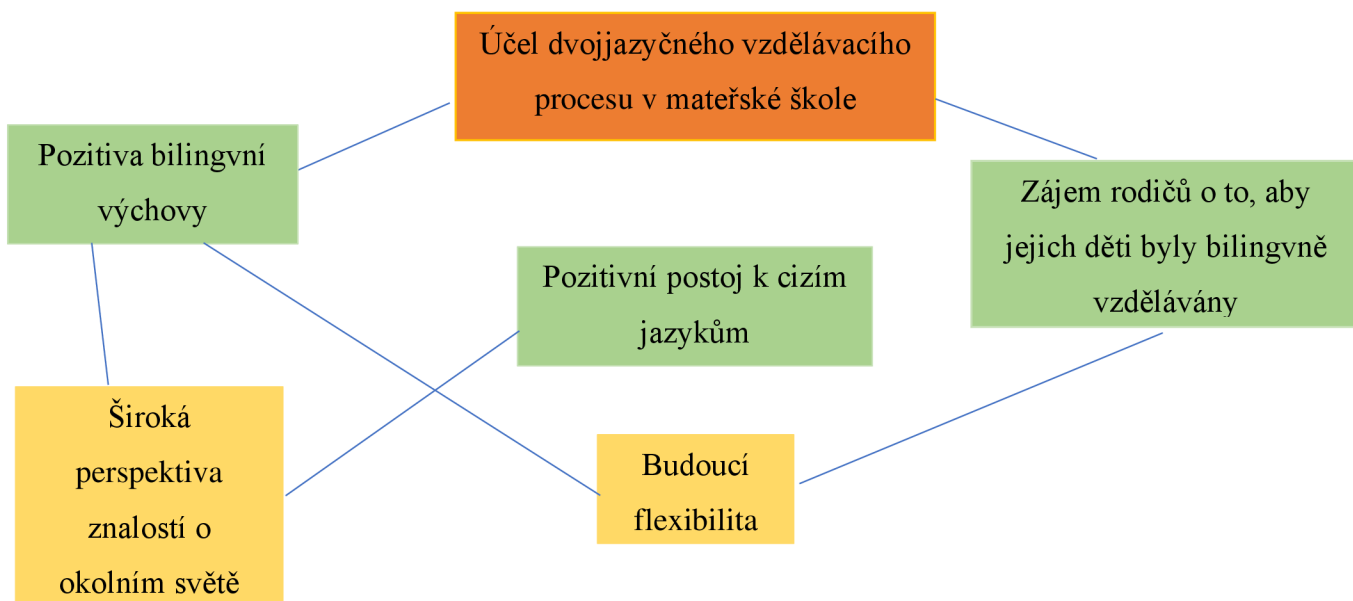 Účel dvojjazyčného vzdělávacího
procesu v mateřské škole
Pozitiva bilingvní
výchovy
Zájem rodičů o to, aby
jejich děti byly bilingvně
vzdělávány
Pozitivní postoj k cizím
jazykům
Široká
perspektiva
znalostí o
okolním světě
Budoucí
flexibilita